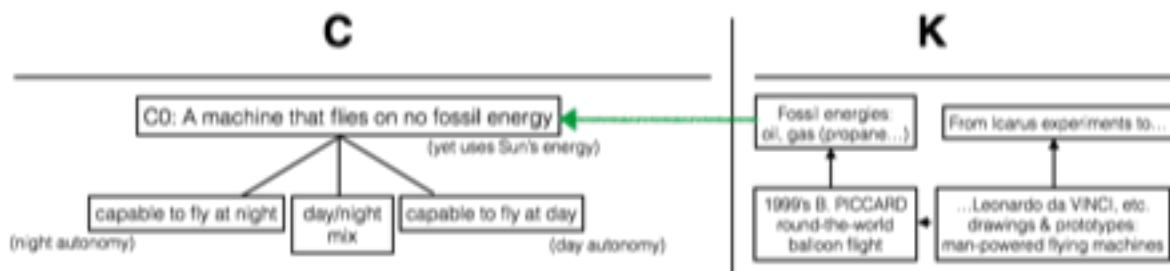 C
C0: A machine that flies on no fossil energy
(yet uses Sun's energy)
capable to fly at night
(night autonomy)
day/night
mix
capable to fly at day
(day autonomy)
K
Fossil energies:
oil, gas (propane...)
From Icarus experiments to...
1999's B. PICCARD
round-the-world
balloon flight
...Leonardo da VINCI, etc.
drawings & prototypes:
man-powered flying machines